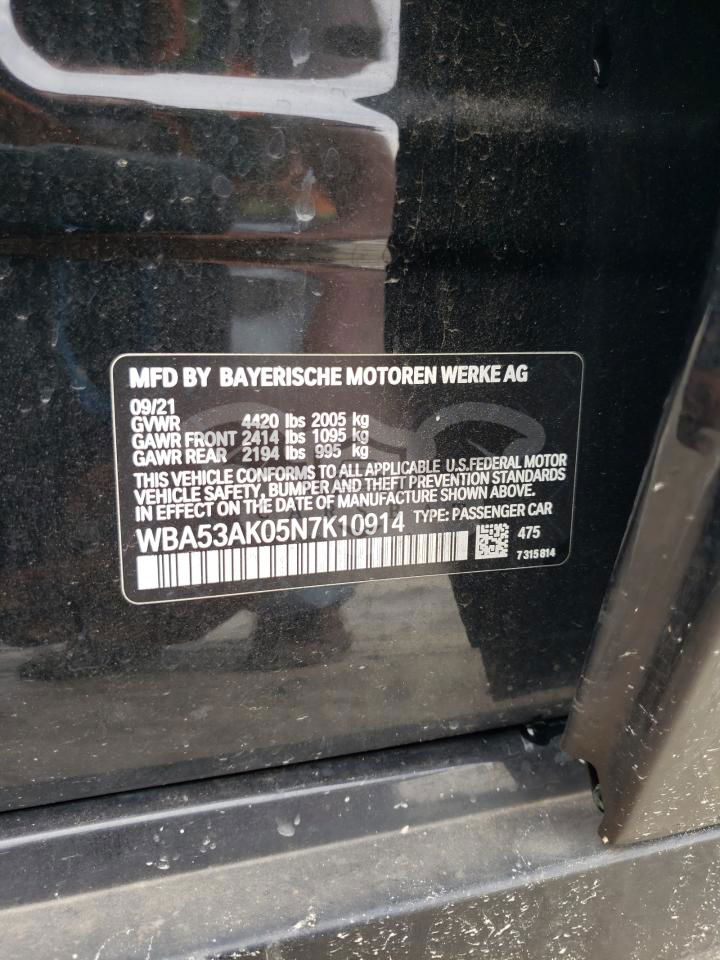 MFD BY BAYERISCHE MOTOREN WERKE AG
09/21
GVWR 4420 lbs 2005 kg
GAWR FRONT 2414 lbs 1095 kg
GAWR REAR 2194 lbs 995 kg
THIS VEHICLE CONFORMS TO ALL APPLICABLE U.S.FEDERAL MOTOR
VEHICLE SAFETY, BUMPER AND THEFT PREVENTION STANDARDS
IN EFFECT ON THE DATE OF MANUFACTURE SHOWN ABOVE.
WBA53AK05N7K10914 TYPE: PASSENGER CAR
475
7315814